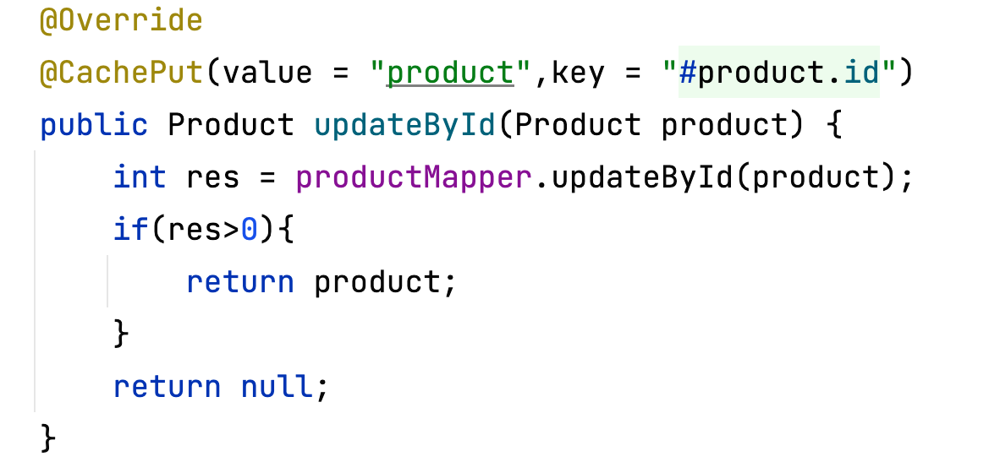 @Override
@CachePut(value = "product",key = "#product.id")
public Product updateById(Product product) {
    int res = productMapper.updateById(product);
    if(res>0){
        return product;
    }
    return null;
}